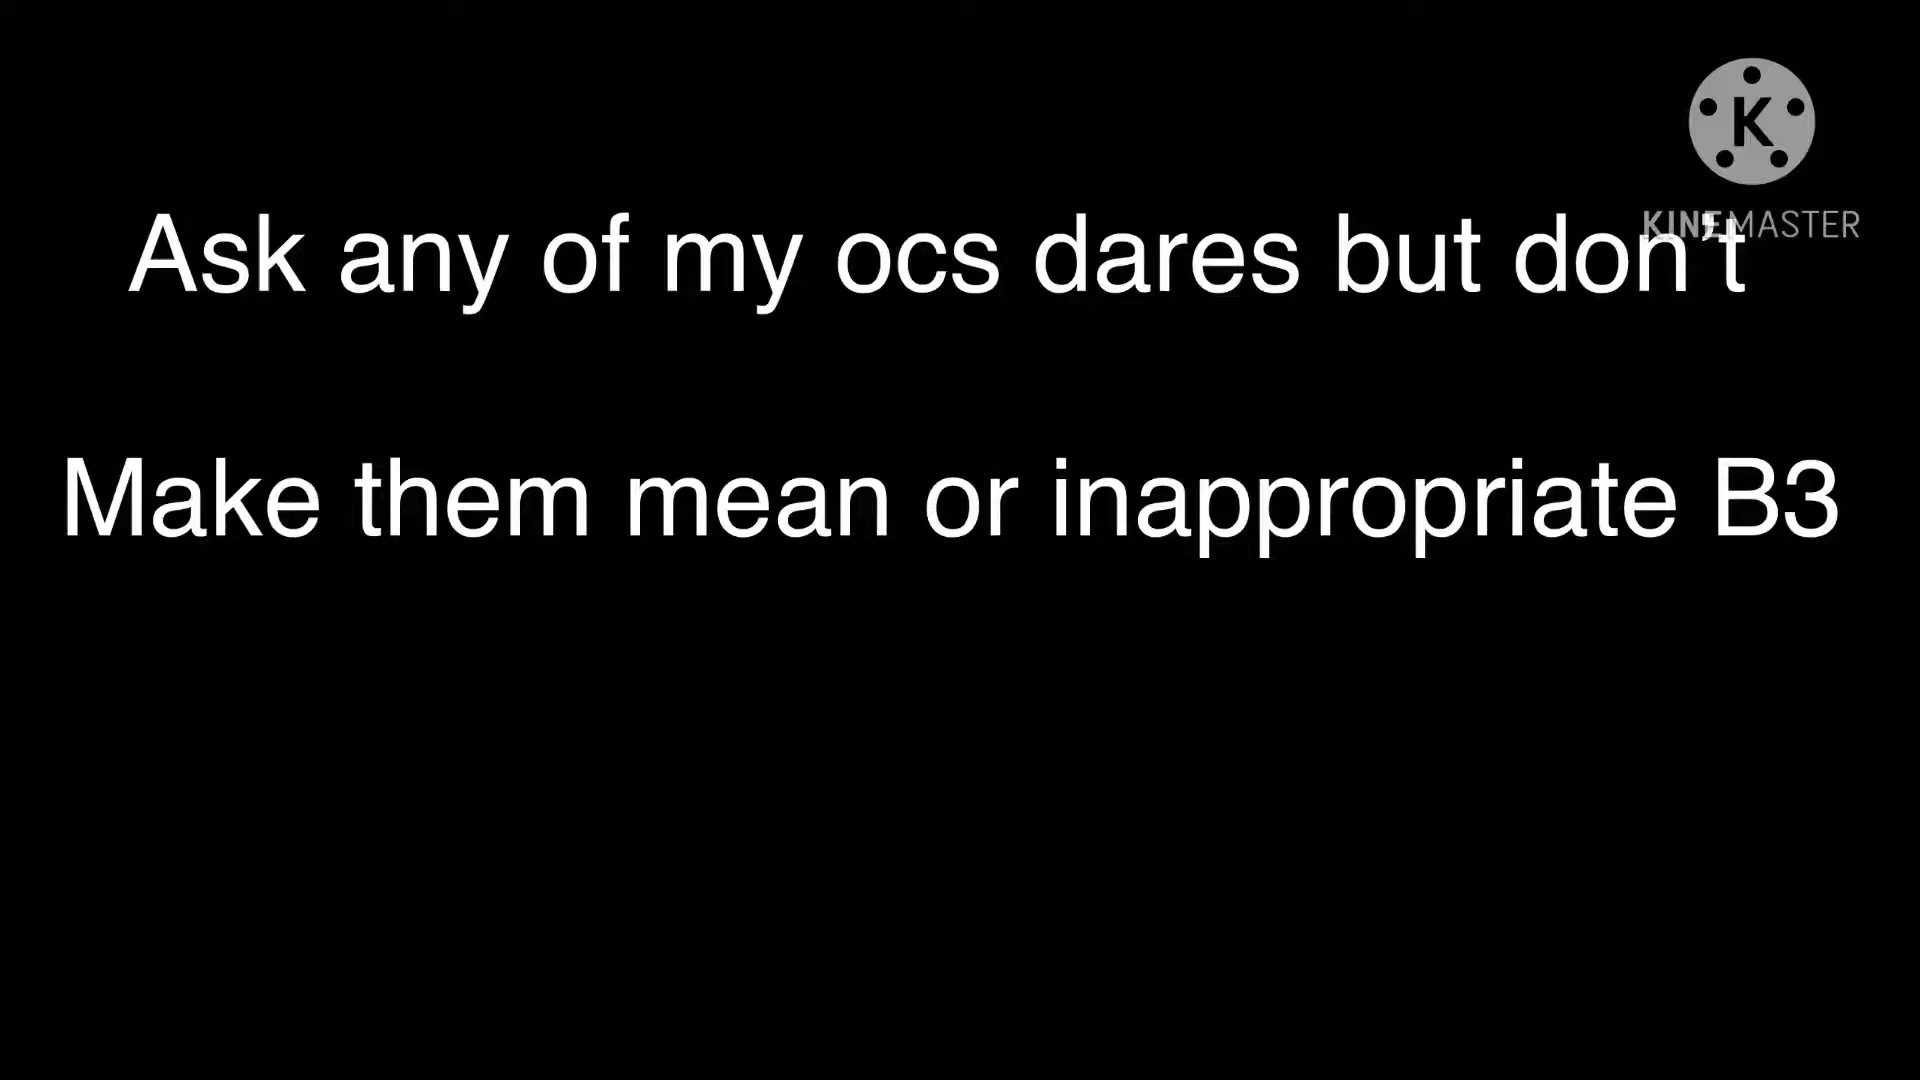 K
KINEMASTER
Ask any of my ocs dares but don't
Make them mean or inappropriate B3